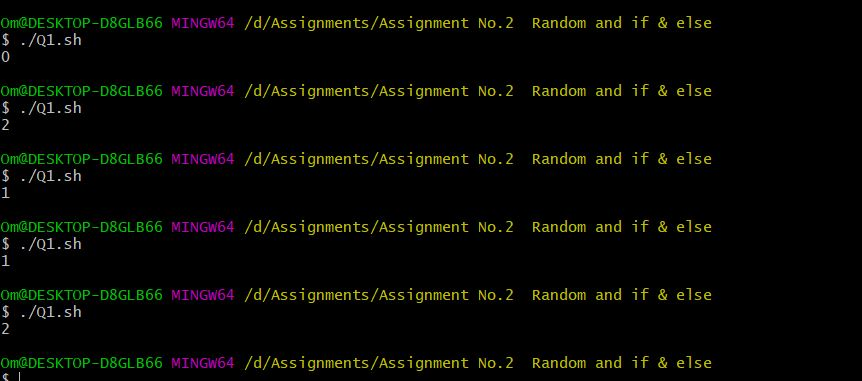 Om@DESKTOP-D8GLB66 MINGW64 /d/Assignments/Assignment No.2  Random and if & else
$ ./Q1.sh
0
Om@DESKTOP-D8GLB66 MINGW64 /d/Assignments/Assignment No.2  Random and if & else
$ ./Q1.sh
2
Om@DESKTOP-D8GLB66 MINGW64 /d/Assignments/Assignment No.2  Random and if & else
$ ./Q1.sh
1
Om@DESKTOP-D8GLB66 MINGW64 /d/Assignments/Assignment No.2  Random and if & else
$ ./Q1.sh
1
Om@DESKTOP-D8GLB66 MINGW64 /d/Assignments/Assignment No.2  Random and if & else
$ ./Q1.sh
2
Om@DESKTOP-D8GLB66 MINGW64 /d/Assignments/Assignment No.2  Random and if & else
$